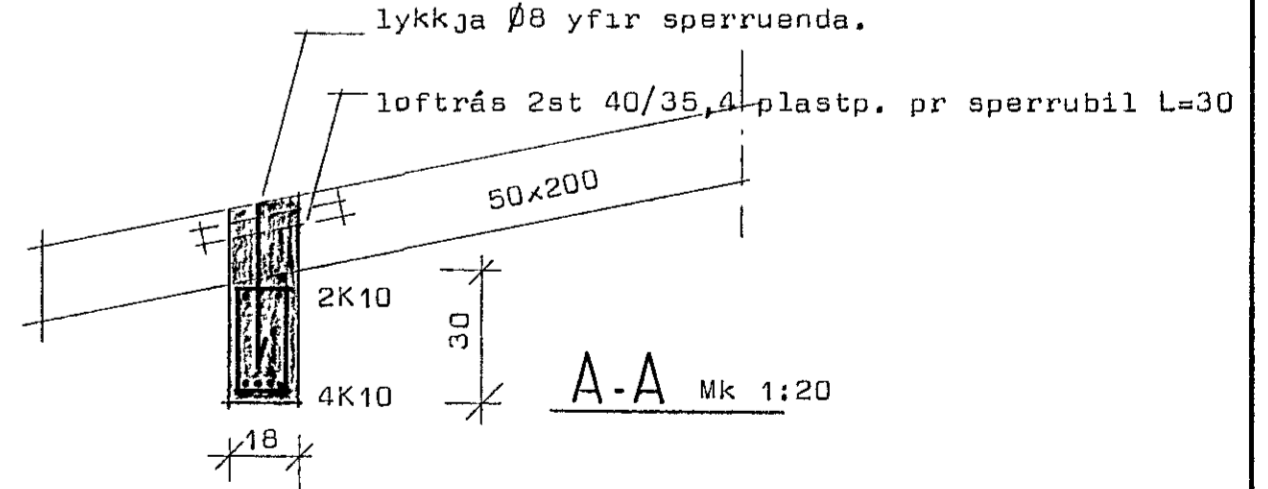 lykkja Ø8 yfir sperruenda.
loftrás 2st 40/35,4 plastp. pr sperrubil L=30
50x200
2K10
30
4K10
A-A Mk 1:20
18